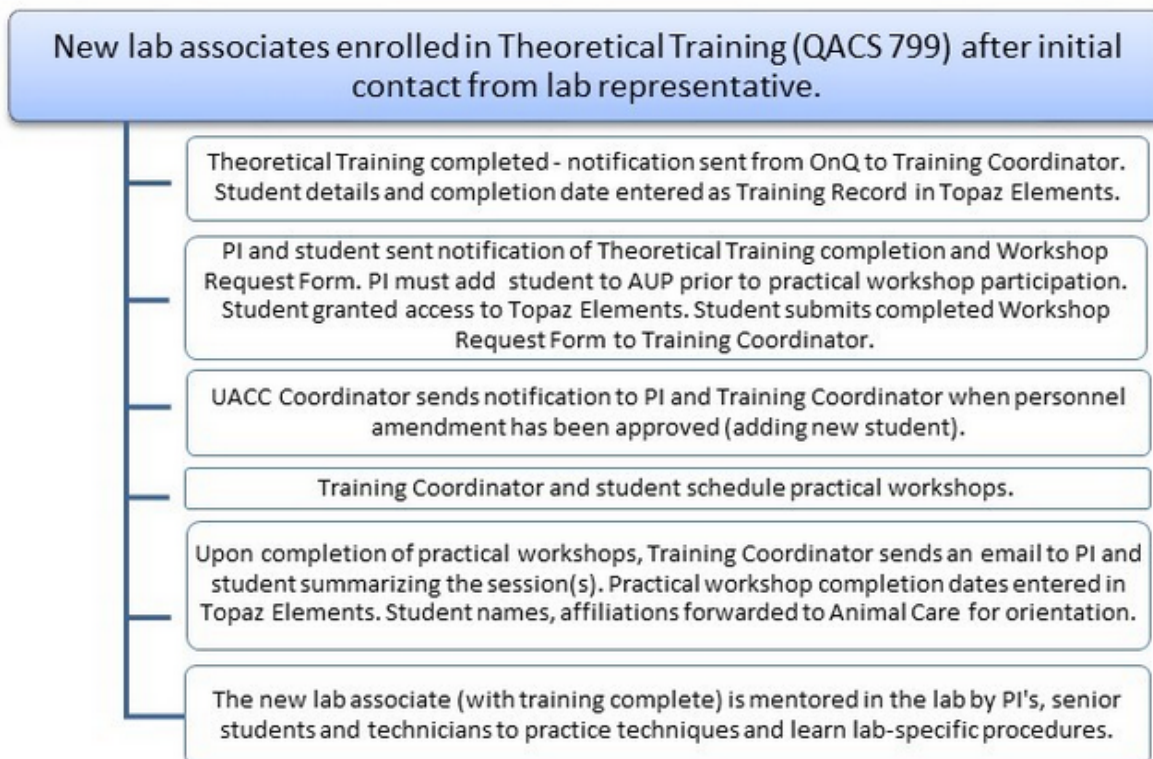 New lab associates enrolled in Theoretical Training (QACS 799) after initial
contact from lab representative.
Theoretical Training completed - notification sent from OnQ to Training Coordinator.
Student details and completion date entered as Training Record in Topaz Elements.
PI and student sent notification of Theoretical Training completion and Workshop
Request Form. PI must add student to AUP prior to practical workshop participation.
Student granted access to Topaz Elements. Student submits completed Workshop
Request Form to Training Coordinator.
UACC Coordinator sends notification to PI and Training Coordinator when personnel
amendment has been approved (adding new student).
Training Coordinator and student schedule practical workshops.
Upon completion of practical workshops, Training Coordinator sends an email to PI and
student summarizing the session(s). Practical workshop completion dates entered in
Topaz Elements. Student names, affiliations forwarded to Animal Care for orientation.
The new lab associate (with training complete) is mentored in the lab by PI's, senior
students and technicians to practice techniques and learn lab-specific procedures.